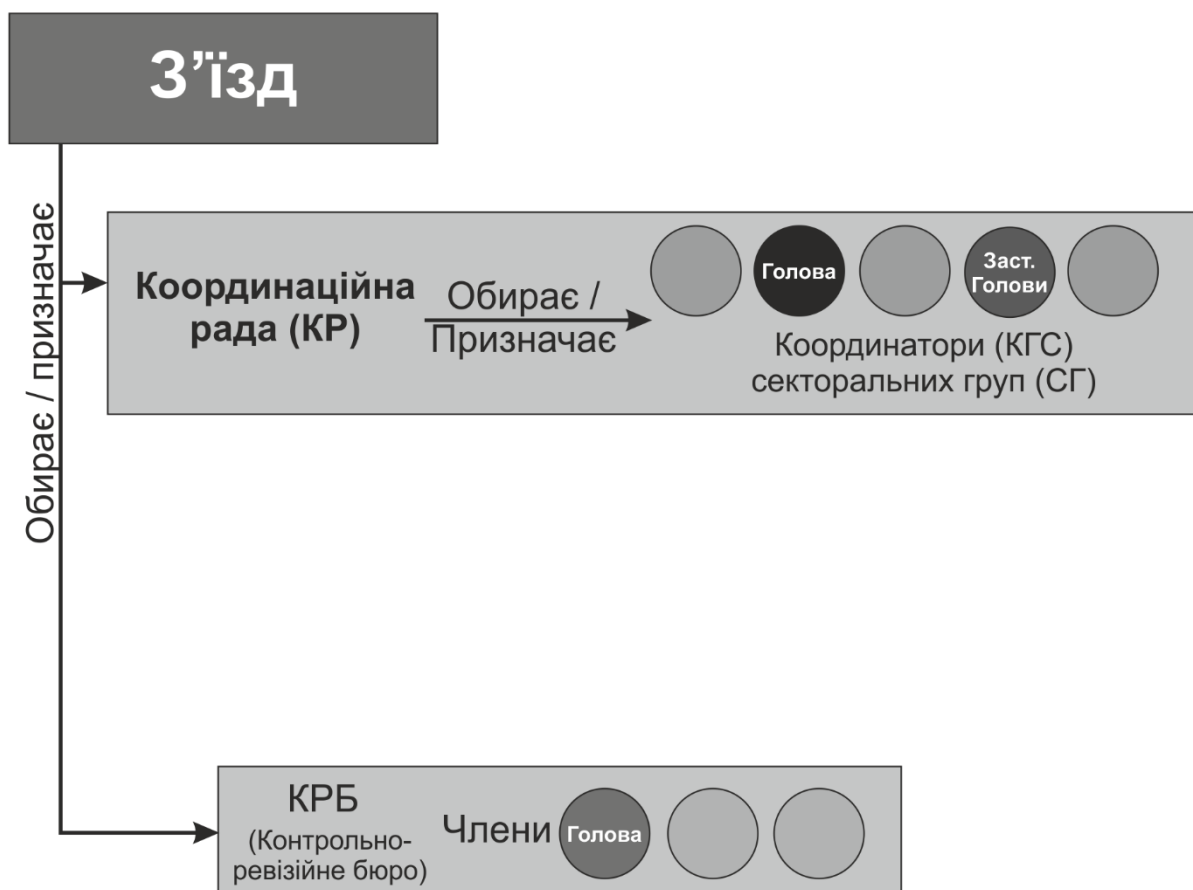 З’їзд
Обирає / призначає
Координаційна
рада (КР)
Обирає /
Призначає
Голова
Заст.
Голови
Координатори (КГС)
секторальних груп (СГ)
КРБ
(Контрольно-
ревізійне бюро)
Члени
Голова